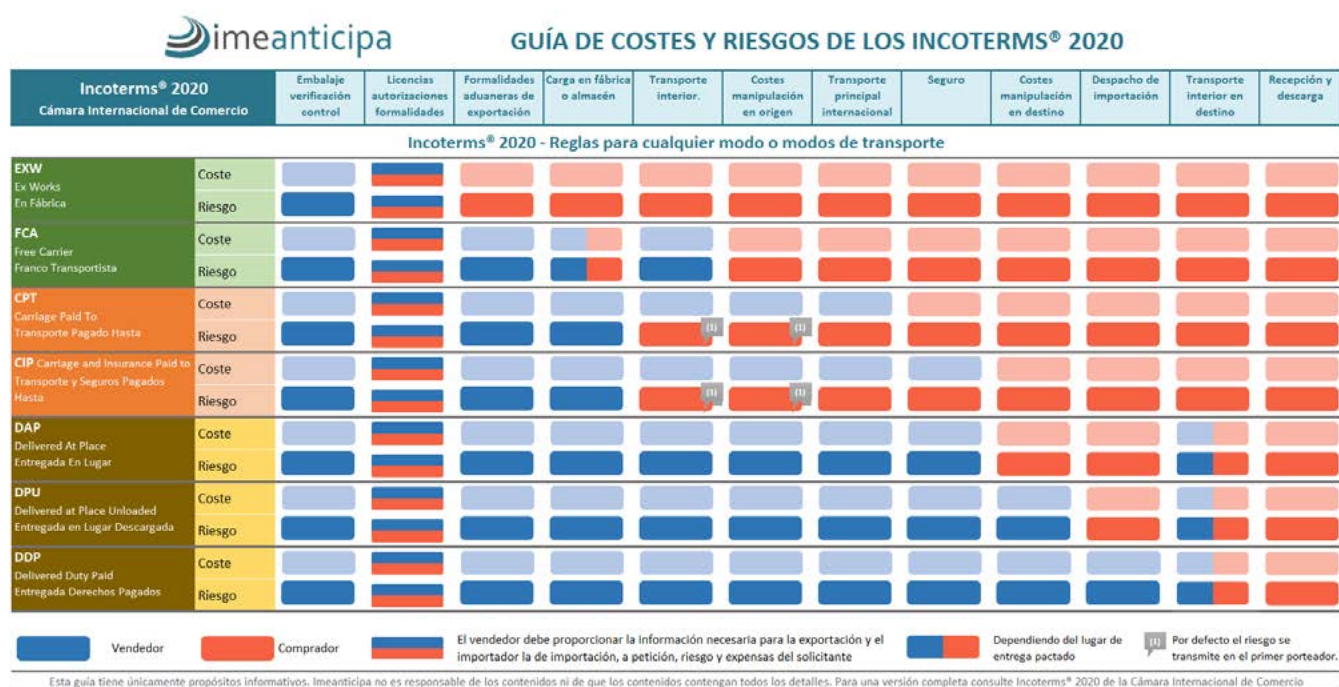 imeanticipa
GUÍA DE COSTES Y RIESGOS DE LOS INCOTERMS® 2020
Incoterms® 2020
Cámara Internacional de Comercio
Embalaje
verificación
control
Licencias
autorizaciones
formalidades
Formalidades
aduaneras de
exportación
Carga en fábrica
o almacén
Transporte
interior.
Costes
manipulación
en origen
Transporte
principal
internacional
Seguro
Costes
manipulación
en destino
Despacho de
importación
Transporte
interior en
destino
Recepción y
descarga
Incoterms® 2020 - Reglas para cualquier modo o modos de transporte
EXW
Ex Works
En Fábrica
Coste
Riesgo
FCA
Free Carrier
Franco Transportista
Coste
Riesgo
CPT
Carriage Paid To
Transporte Pagado Hasta
Coste
Riesgo
(1)
(1)
CIP Carriage and Insurance Paid to
Transporte y Seguros Pagados
Hasta
Coste
Riesgo
(1)
(1)
DAP
Delivered At Place
Entregada En Lugar
Coste
Riesgo
DPU
Delivered at Place Unloaded
Entregada en Lugar Descargada
Coste
Riesgo
DDP
Delivered Duty Paid
Entregada Derechos Pagados
Coste
Riesgo
Vendedor
Comprador
El vendedor debe proporcionar la información necesaria para la exportación y el
importador la de importación, a petición, riesgo y expensas del solicitante
Dependiendo del lugar de
entrega pactado
(1)
Por defecto el riesgo se
transmite en el primer porteador.
Esta guía tiene únicamente propósitos informativos. Imeanticipa no es responsable de los contenidos ni de que los contenidos contengan todos los detalles. Para una versión completa consulte Incoterms® 2020 de la Cámara Internacional de Comercio